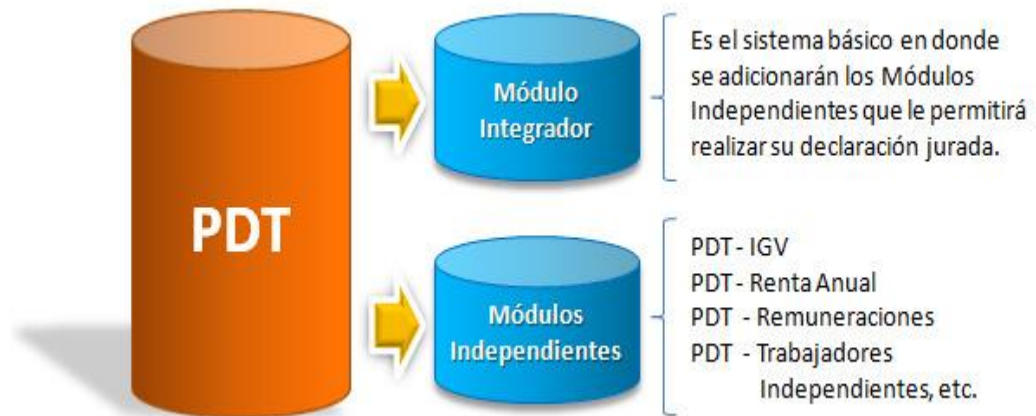 PDT
Módulo
Integrador
Es el sistema básico en donde
se adicionarán los Módulos
Independientes que le permitirá
realizar su declaración jurada.
Módulos
Independientes
PDT - IGV
PDT - Renta Anual
PDT - Remuneraciones
PDT - Trabajadores
Independientes, etc.